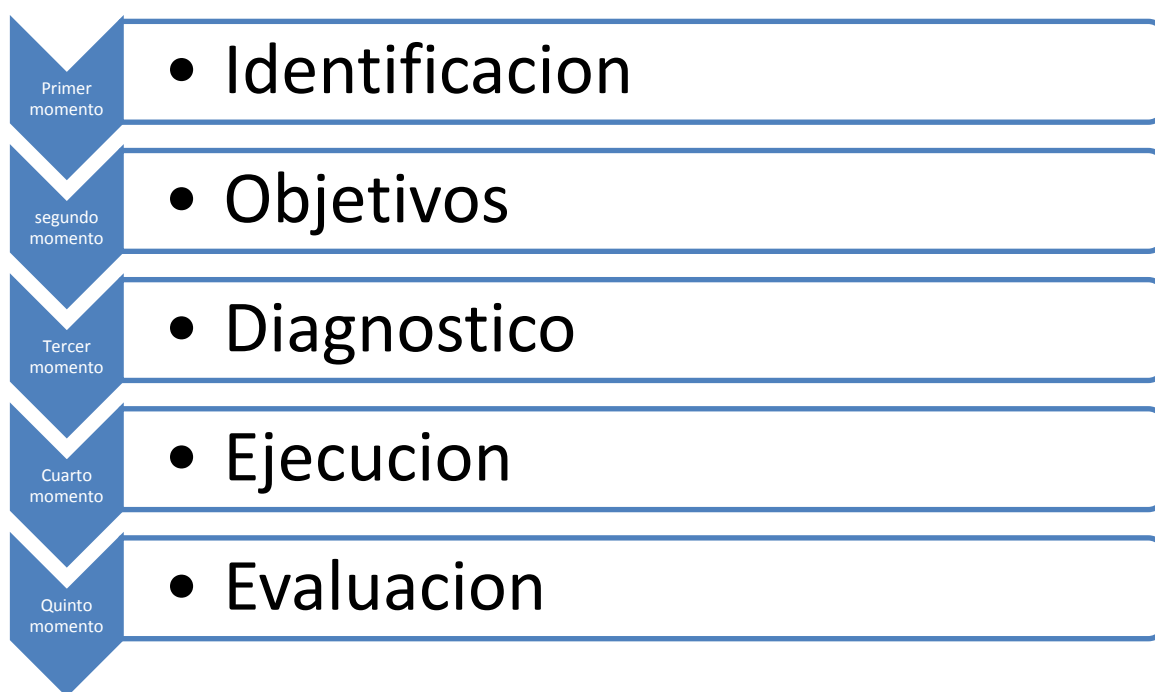 Primer
momento
• Identificacion
segundo
momento
• Objetivos
Tercer
momento
• Diagnostico
Cuarto
momento
• Ejecucion
Quinto
momento
• Evaluacion